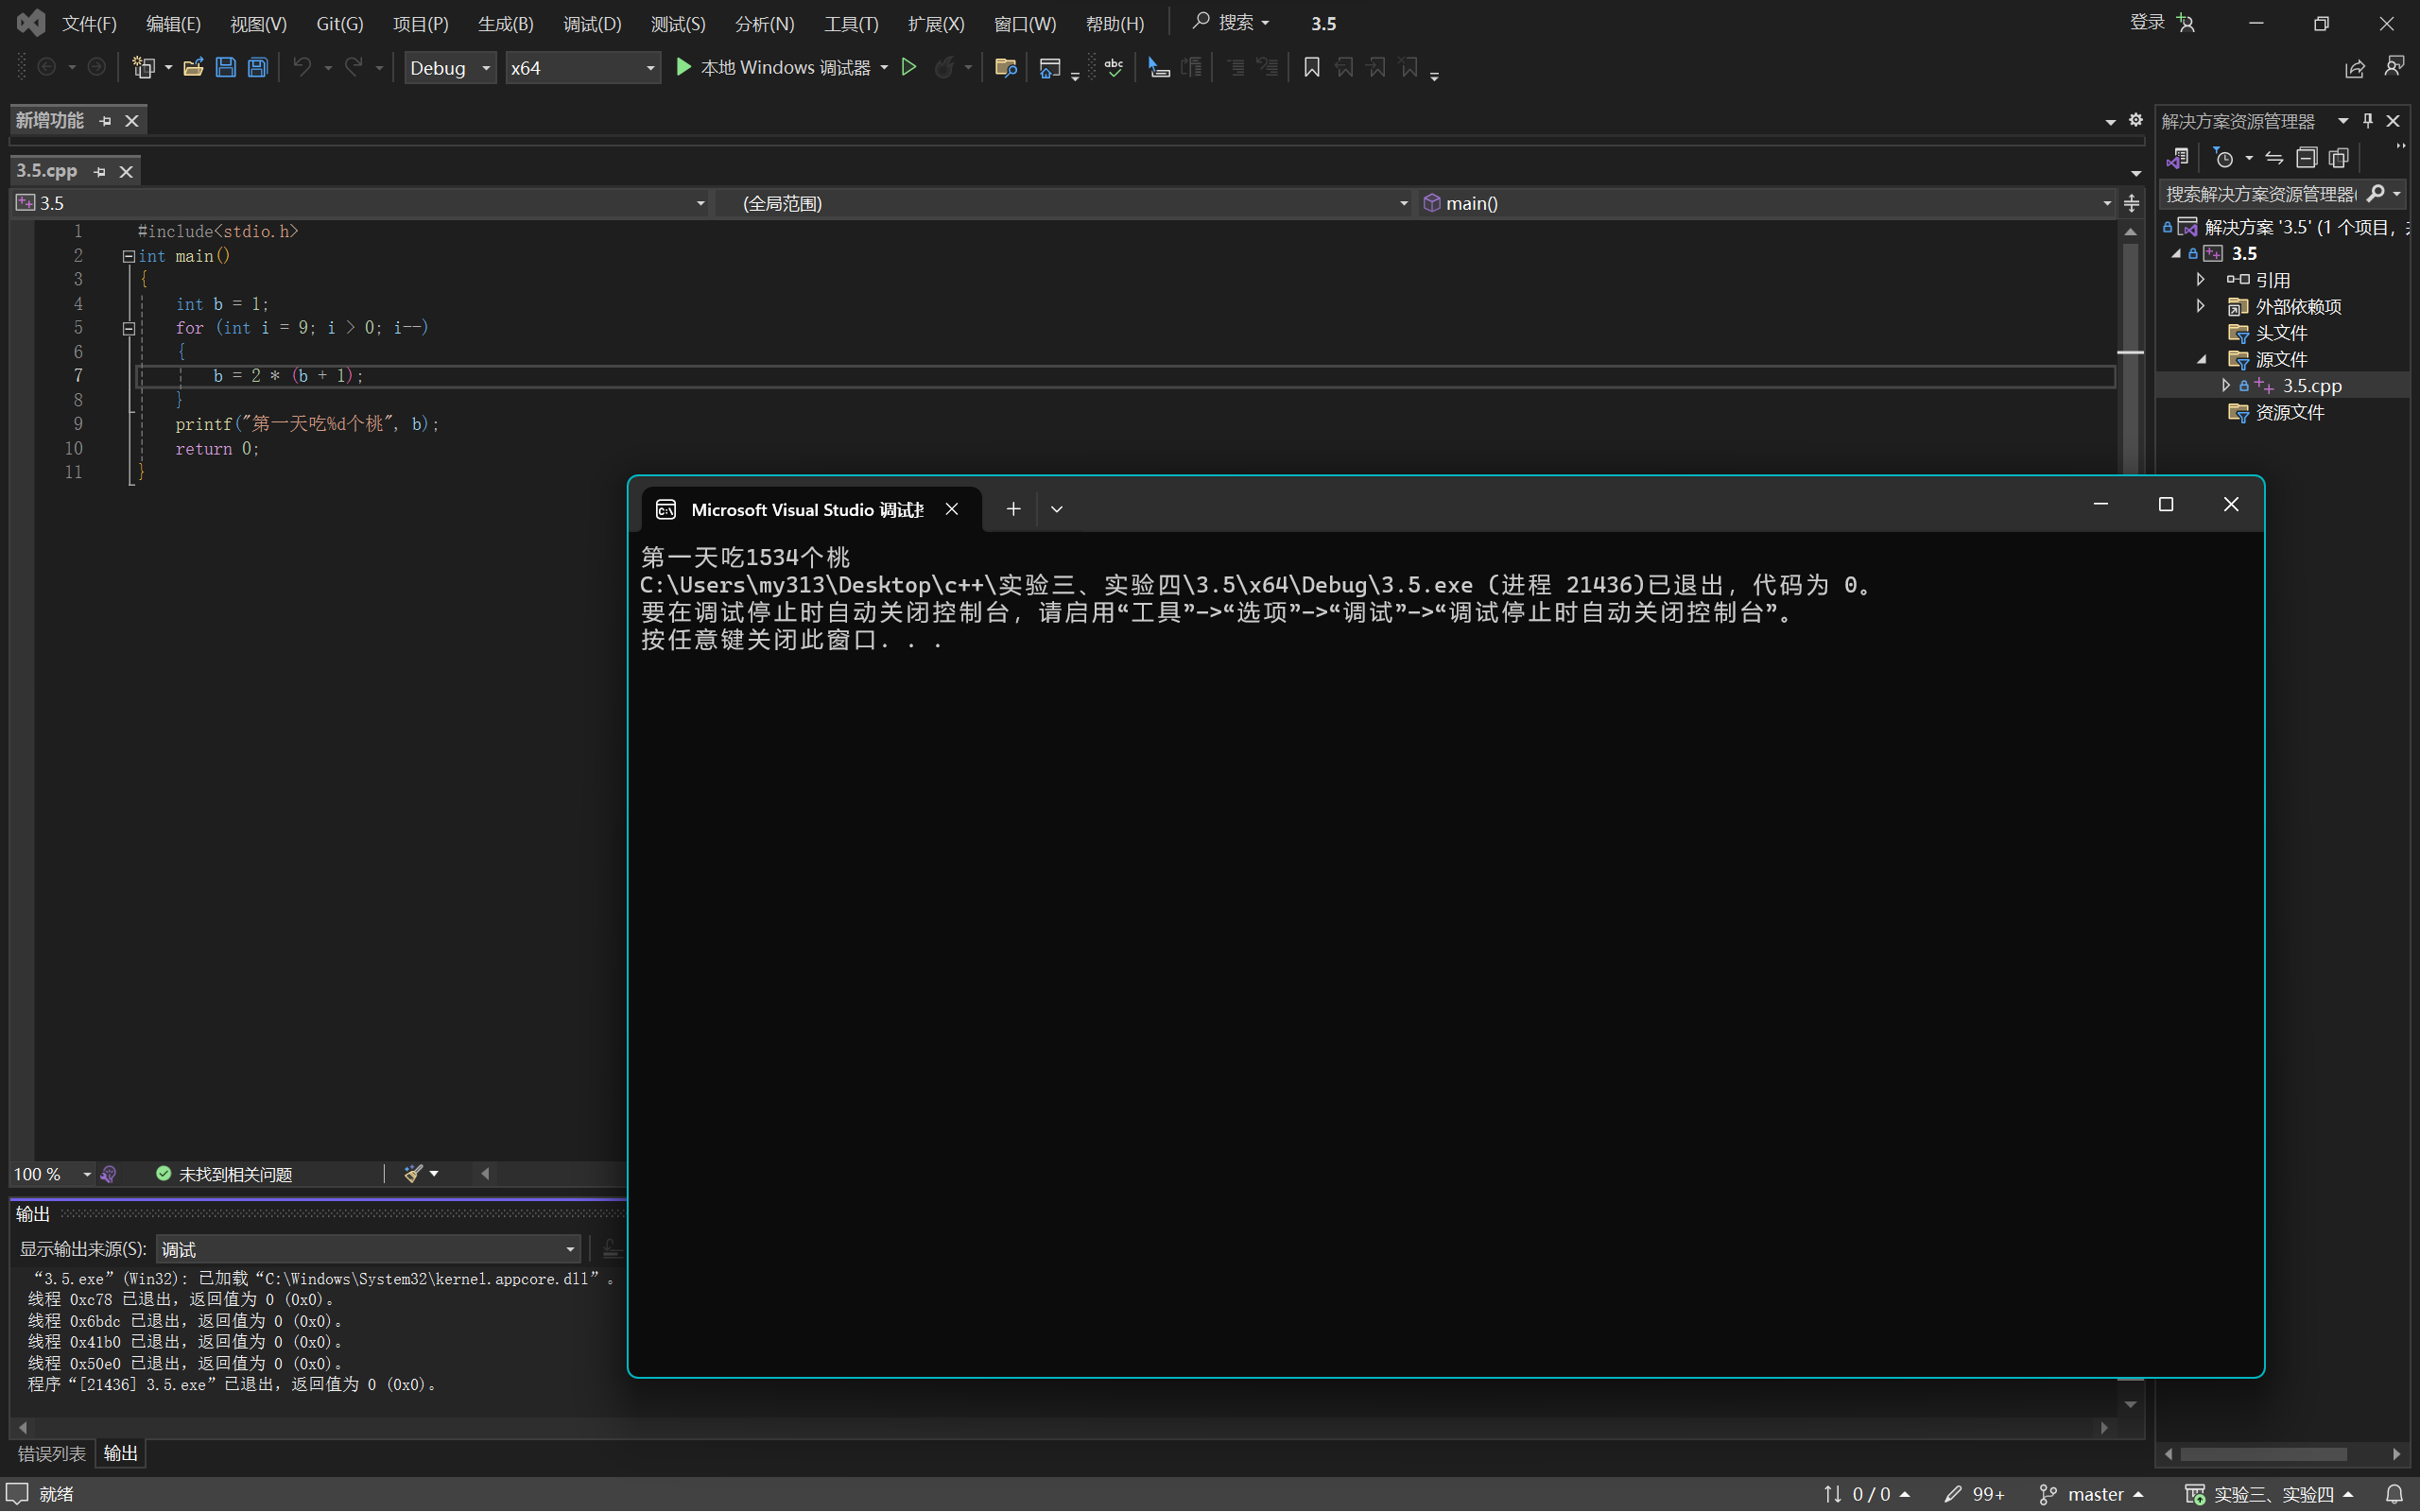 文件(F) 编辑(E) 视图(V) Git(G) 项目(P) 生成(B) 调试(D) 测试(S) 分析(N) 工具(T) 扩展(X) 窗口(W) 帮助(H) 搜索 3.5 登录
Debug x64 本地 Windows 调试器 abc
新增功能
解决方案资源管理器
3.5.cpp
搜索解决方案资源管理器(
3.5 (全局范围) main()
解决方案 '3.5' (1 个项目,
3.5
引用
外部依赖项
头文件
源文件
3.5.cpp
资源文件
1 #include<stdio.h>
2 int main()
3 {
4 int b = 1;
5 for (int i = 9; i > 0; i--)
6 {
7 b = 2 * (b + 1);
8 }
9 printf("第一天吃%d个桃", b);
10 return 0;
11 }
Microsoft Visual Studio 调试
第一天吃1534个桃
C:\Users\my313\Desktop\c++\实验三、实验四\3.5\x64\Debug\3.5.exe (进程 21436)已退出，代码为 0。
要在调试停止时自动关闭控制台，请启用“工具”->“选项”->“调试”->“调试停止时自动关闭控制台”。
按任意键关闭此窗口. . .
100 % 未找到相关问题
输出
显示输出来源(S): 调试
“3.5.exe”(Win32): 已加载“C:\Windows\System32\kernel.appcore.dll”。
线程 0xc78 已退出，返回值为 0 (0x0)。
线程 0x6bdc 已退出，返回值为 0 (0x0)。
线程 0x41b0 已退出，返回值为 0 (0x0)。
线程 0x50e0 已退出，返回值为 0 (0x0)。
程序“[21436] 3.5.exe”已退出，返回值为 0 (0x0)。
错误列表 输出
就绪 0 / 0 99+ master 实验三、实验四